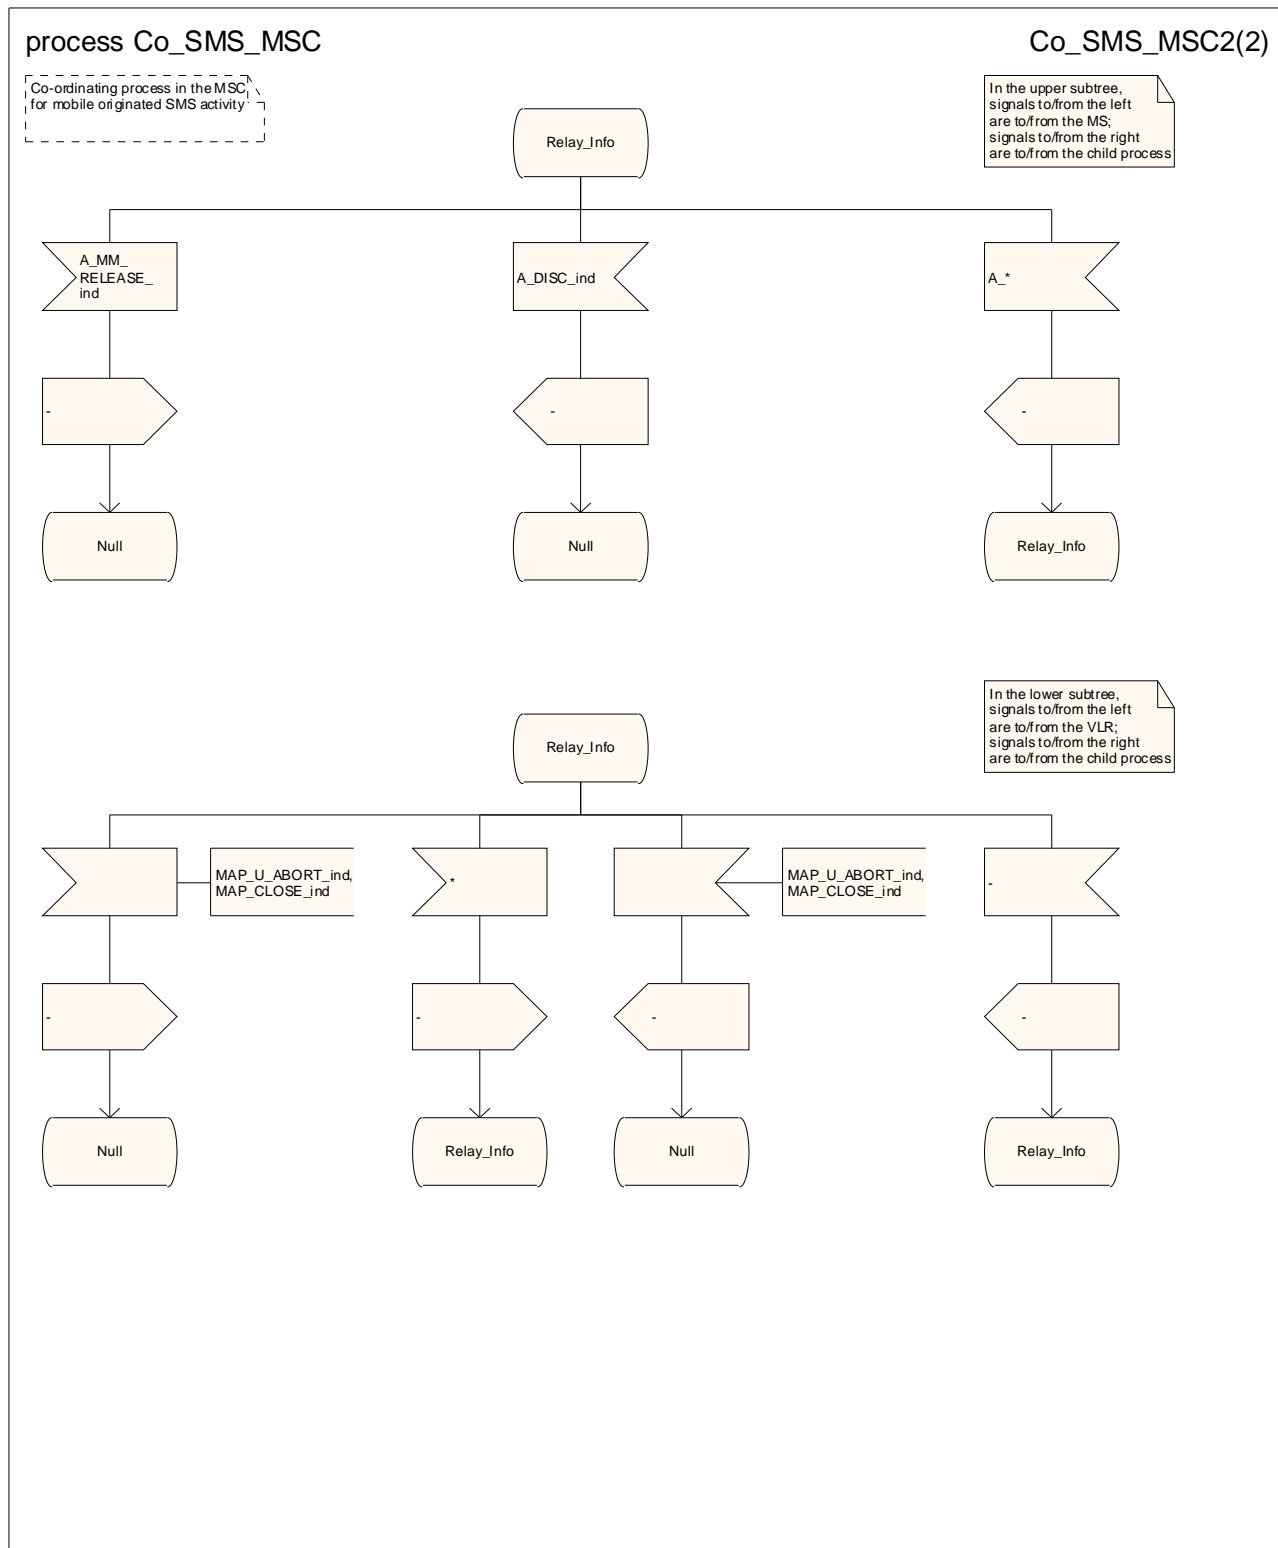 process Co_SMS_MSC
Co_SMS_MSC2(2)
Co-ordinating process in the MSC
for mobile originated SMS activity
In the upper subtree,
signals to/from the left
are to/from the MS;
signals to/from the right
are to/from the child process
Relay_Info
A_MM_
RELEASE_
ind
A_DISC_ind
A_*
-
-
-
Null
Null
Relay_Info
In the lower subtree,
signals to/from the left
are to/from the VLR;
signals to/from the right
are to/from the child process
Relay_Info
MAP_U_ABORT_ind,
MAP_CLOSE_ind
*
MAP_U_ABORT_ind,
MAP_CLOSE_ind
-
-
-
-
-
Null
Relay_Info
Null
Relay_Info